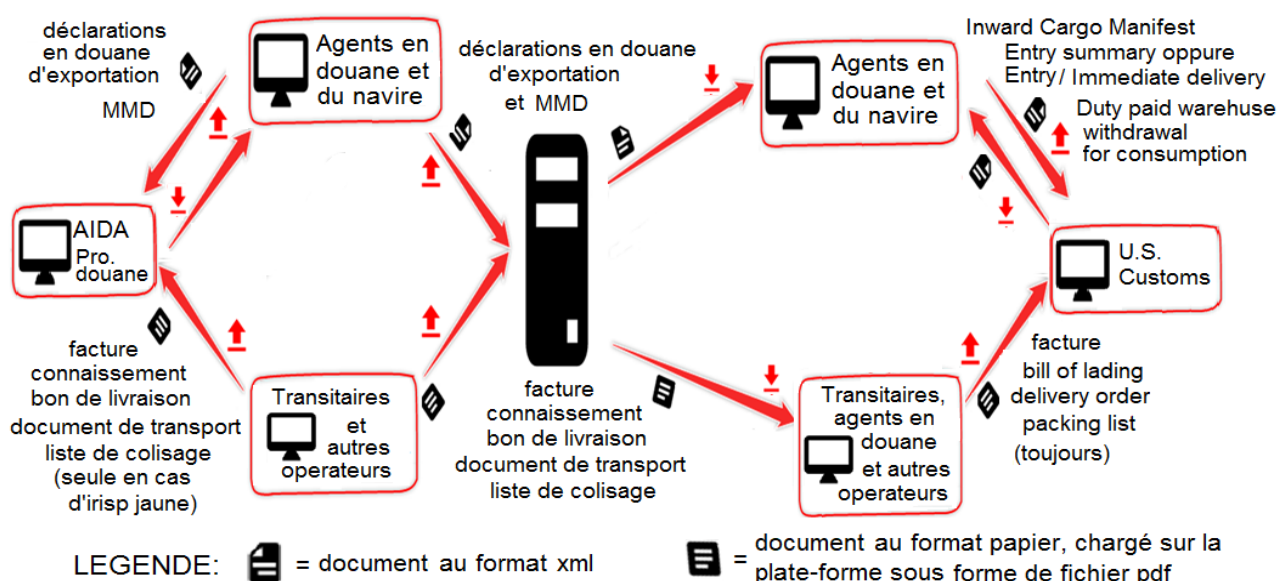 déclarations
en douane
d'exportation
MMD
Agents en
douane et
du navire
déclarations en douane
d'exportation
et MMD
Agents en
douane et
du navire
Inward Cargo Manifest
Entry summary oppure
Entry/ Immediate delivery
Duty paid warehuse
withdrawal
for consumption
AIDA
Pro.
douane
U.S.
Customs
facture
connaissement
bon de livraison
document de transport
liste de colisage
(seule en cas
d'irisp jaune)
Transitaires
et
autres
operateurs
facture
connaissement
bon de livraison
document de transport
liste de colisage
Transitaires,
agents en
douane
et autres
operateurs
facture
bill of lading
delivery order
packing list
(toujours)
LEGENDE:
= document au format xml
= document au format papier, chargé sur la
plate-forme sous forme de fichier pdf